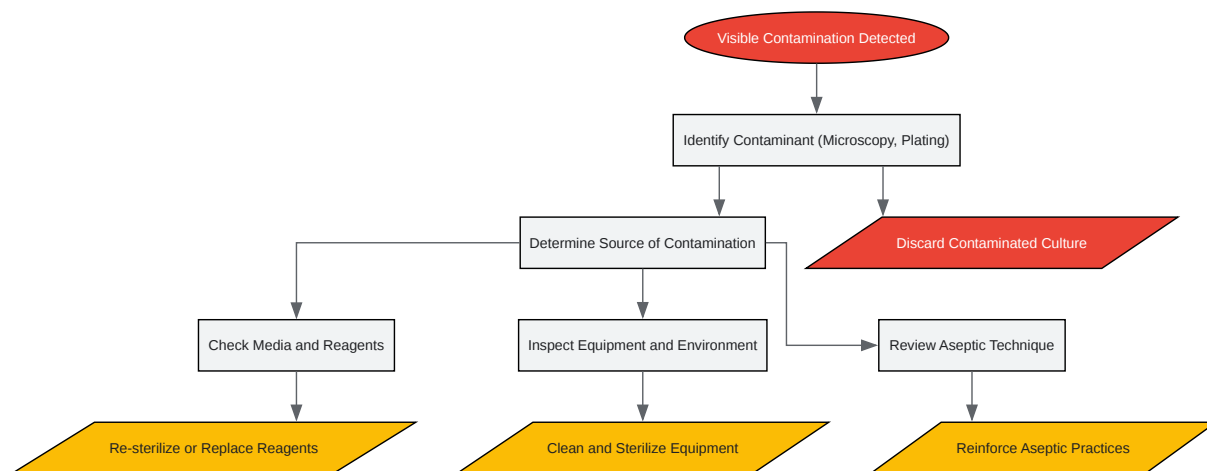 Visible Contamination Detected
Identify Contaminant (Microscopy, Plating)
Determine Source of Contamination
Discard Contaminated Culture
Check Media and Reagents
Inspect Equipment and Environment
Review Aseptic Technique
Re-sterilize or Replace Reagents
Clean and Sterilize Equipment
Reinforce Aseptic Practices